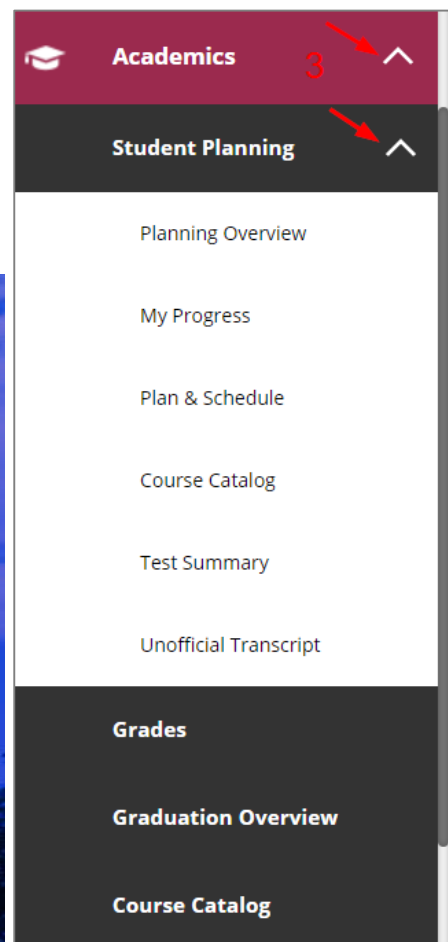 Academics
3
Student Planning
Planning Overview
My Progress
Plan & Schedule
Course Catalog
Test Summary
Unofficial Transcript
Grades
Graduation Overview
Course Catalog